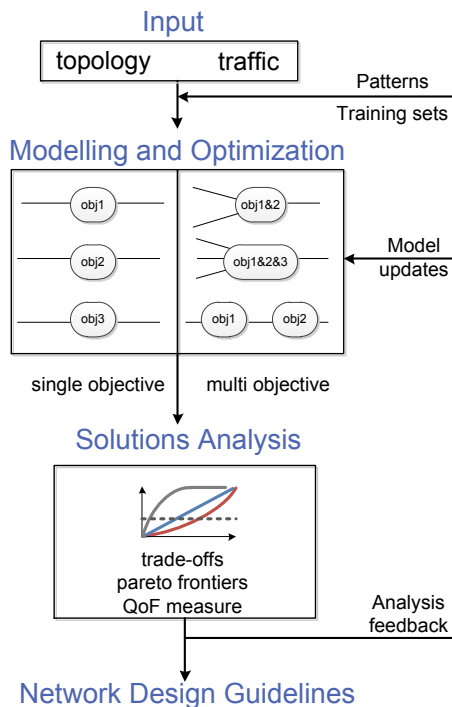 Input
topology traffic
Patterns
Training sets
Modelling and Optimization
obj1 obj1&2
obj2 obj1&2&3
obj3 obj1 obj2
Model
updates
single objective multi objective
Solutions Analysis
trade-offs
pareto frontiers
QoF measure
Analysis
feedback
Network Design Guidelines